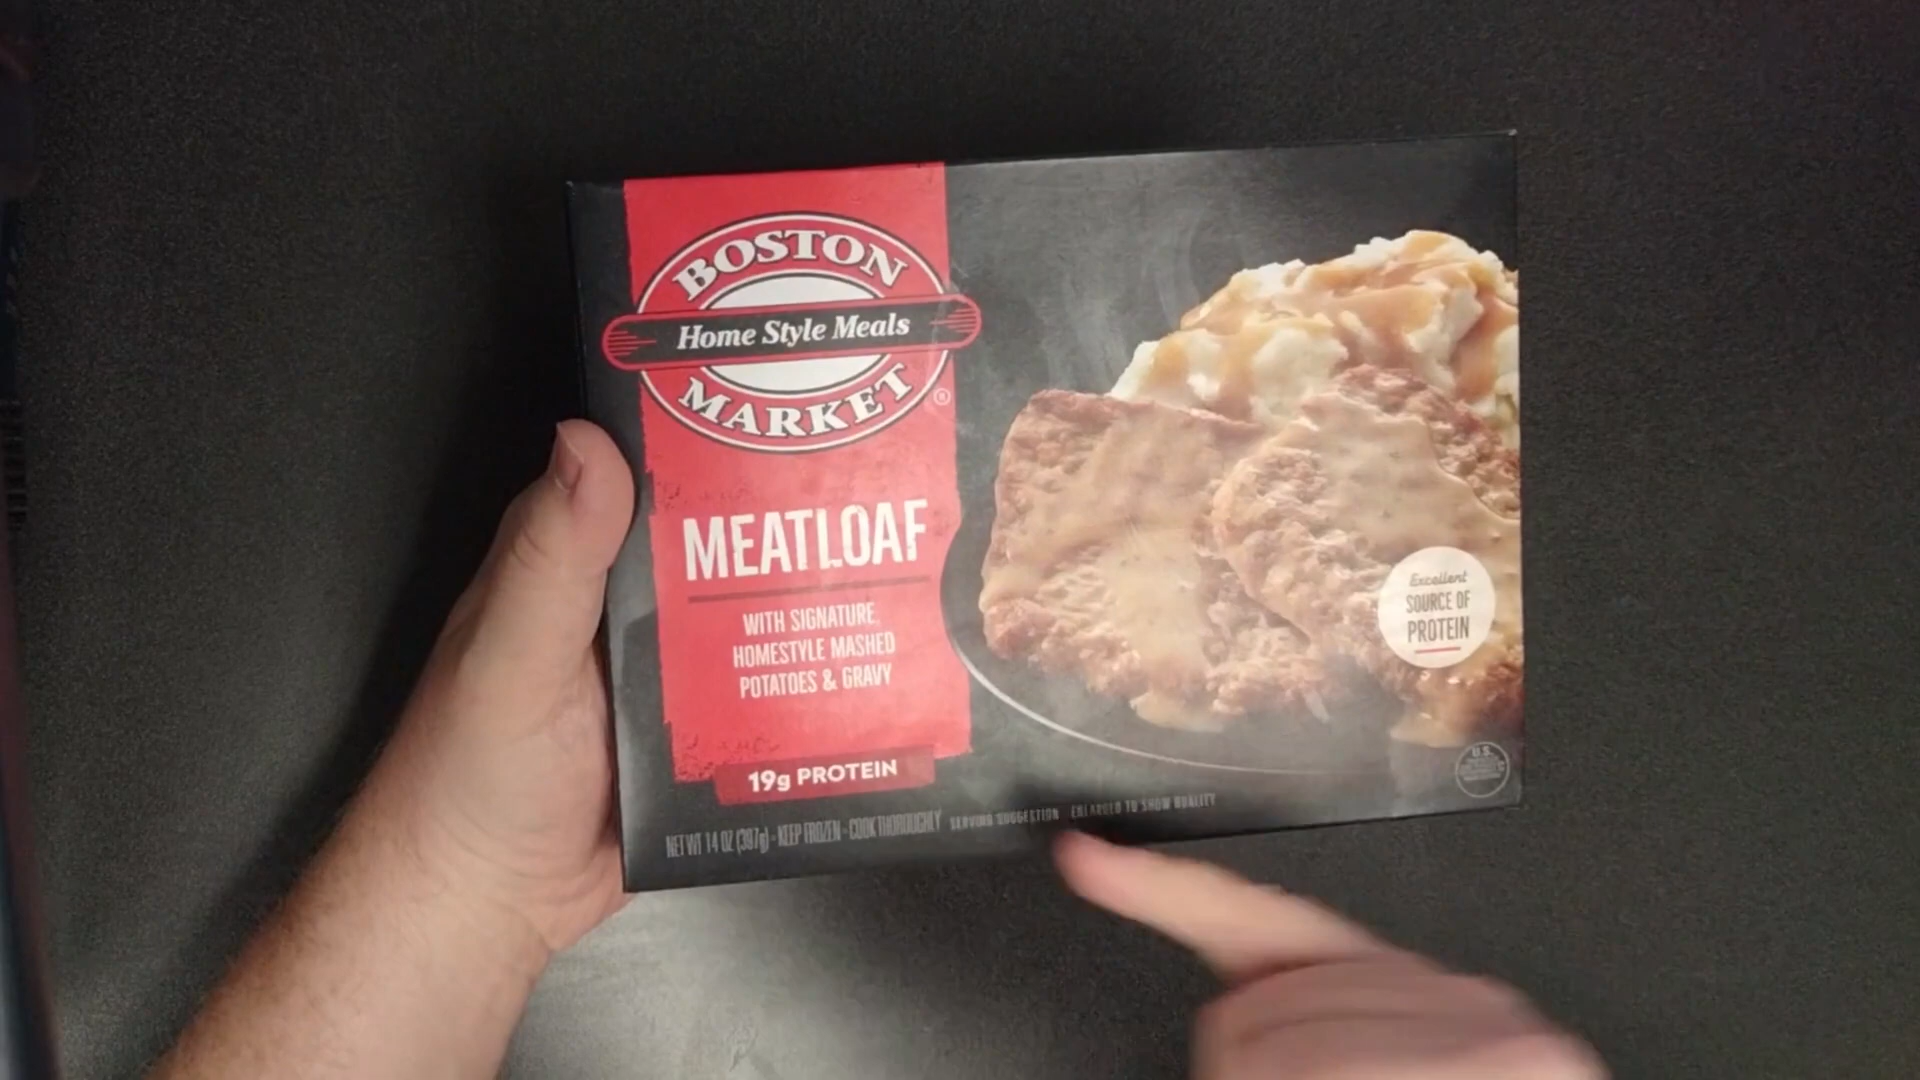 BOSTON
Home Style Meals
MARKET®
MEATLOAF
WITH SIGNATURE
HOMESTYLE MASHED
POTATOES & GRAVY
19g PROTEIN
NET WT 14 OZ (397g) • KEEP FROZEN • COOK THOROUGHLY SERVING SUGGESTION ENLARGED TO SHOW QUALITY
Excellent
SOURCE OF
PROTEIN
U.S.